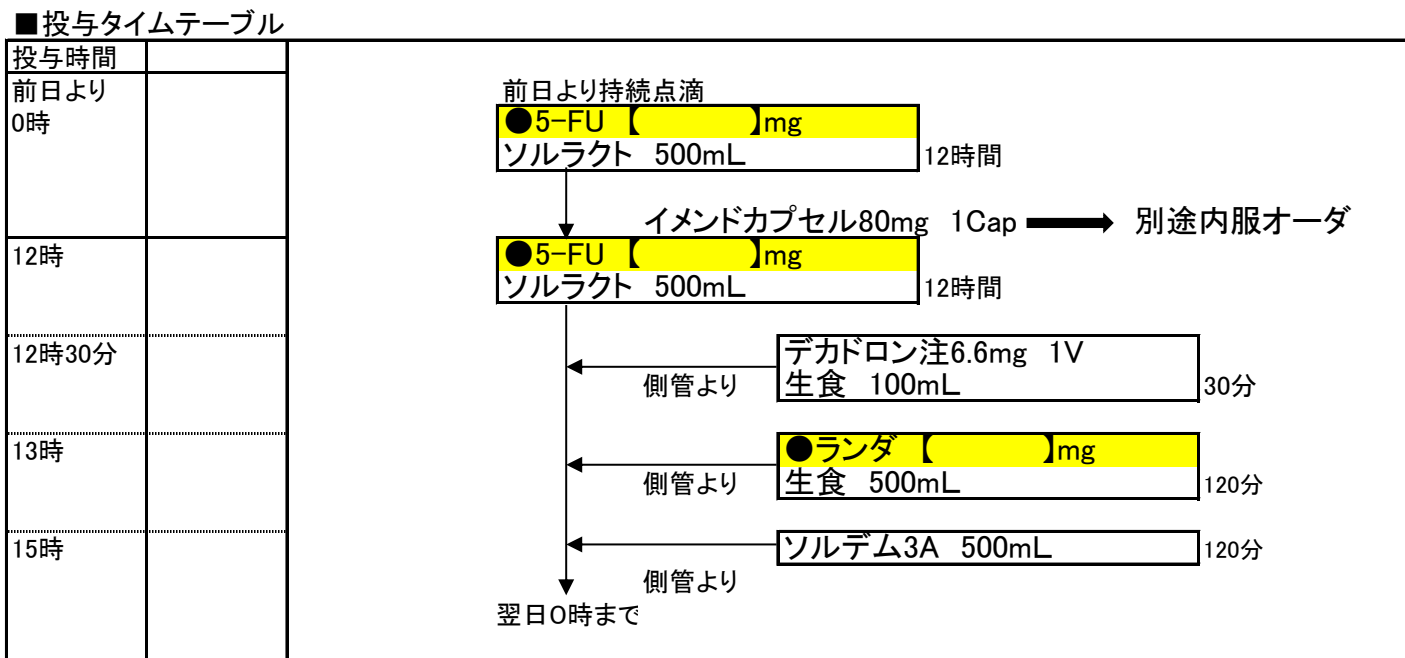 ■投与タイムテーブル
投与時間
前日より
0時
前日より持続点滴
●5-FU 【 】mg
ソルラクト 500mL
12時間
イメンドカプセル80mg 1Cap
別途内服オーダ
12時
●5-FU 【 】mg
ソルラクト 500mL
12時間
12時30分
デカドロン注6.6mg 1V
側管より
生食 100mL
30分
13時
●ランダ 【 】mg
側管より
生食 500mL
120分
15時
ソルデム3A 500mL
120分
側管より
翌日0時まで